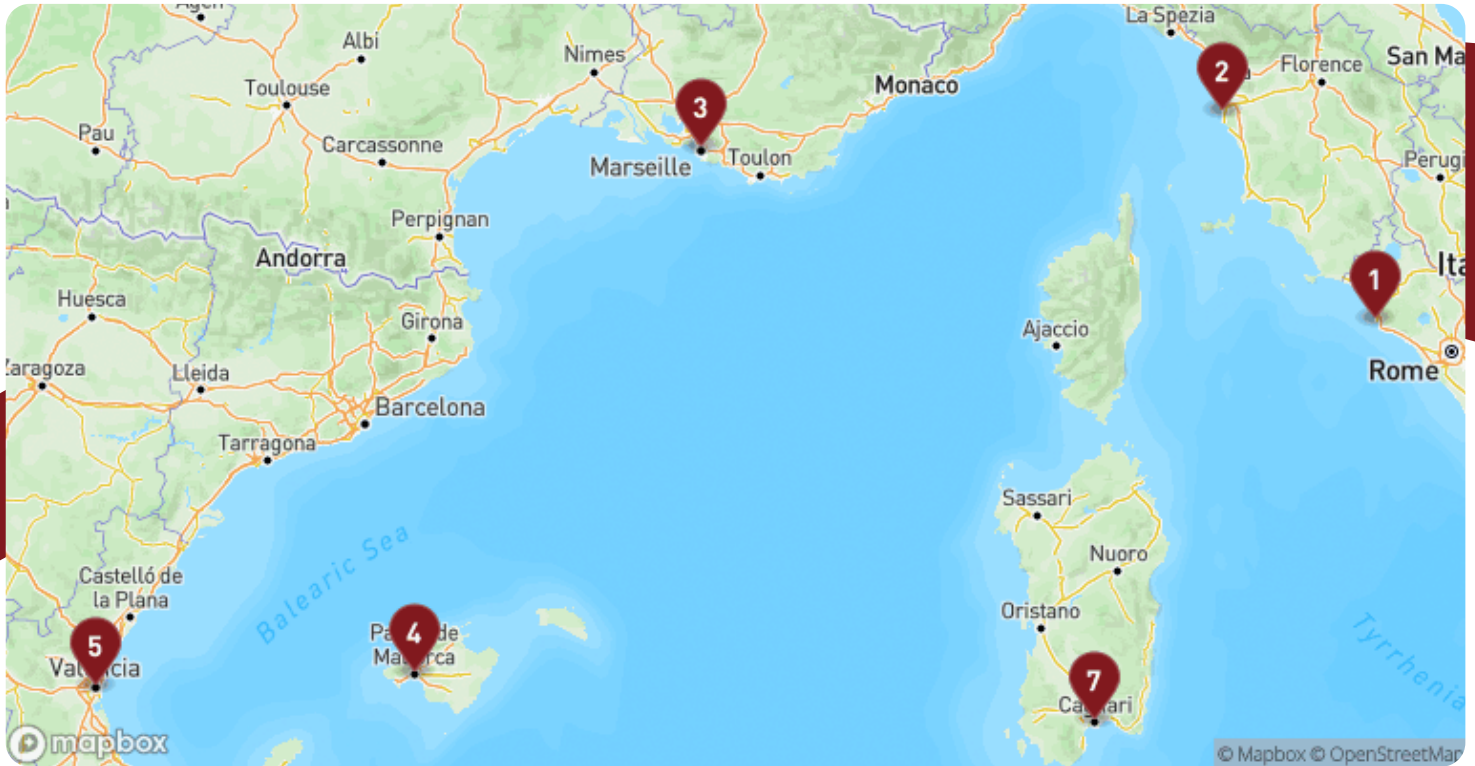 Agen
La Spezia
Albi
2
Florence
San Ma
Nimes
Toulouse
Monaco
3
Pau
Carcassonne
Marseille
Toulon
Perugi
Perpignan
Andorra
1
Ita
Huesca
Girona
Ajaccio
Zaragoza
Lleida
Rome
Barcelona
Tarragona
Sassari
Balearic Sea
Nuoro
Castelló de
la Plana
Oristano
4
5
Tyrrhenia
7
mapbox
© Mapbox © OpenStreetMap